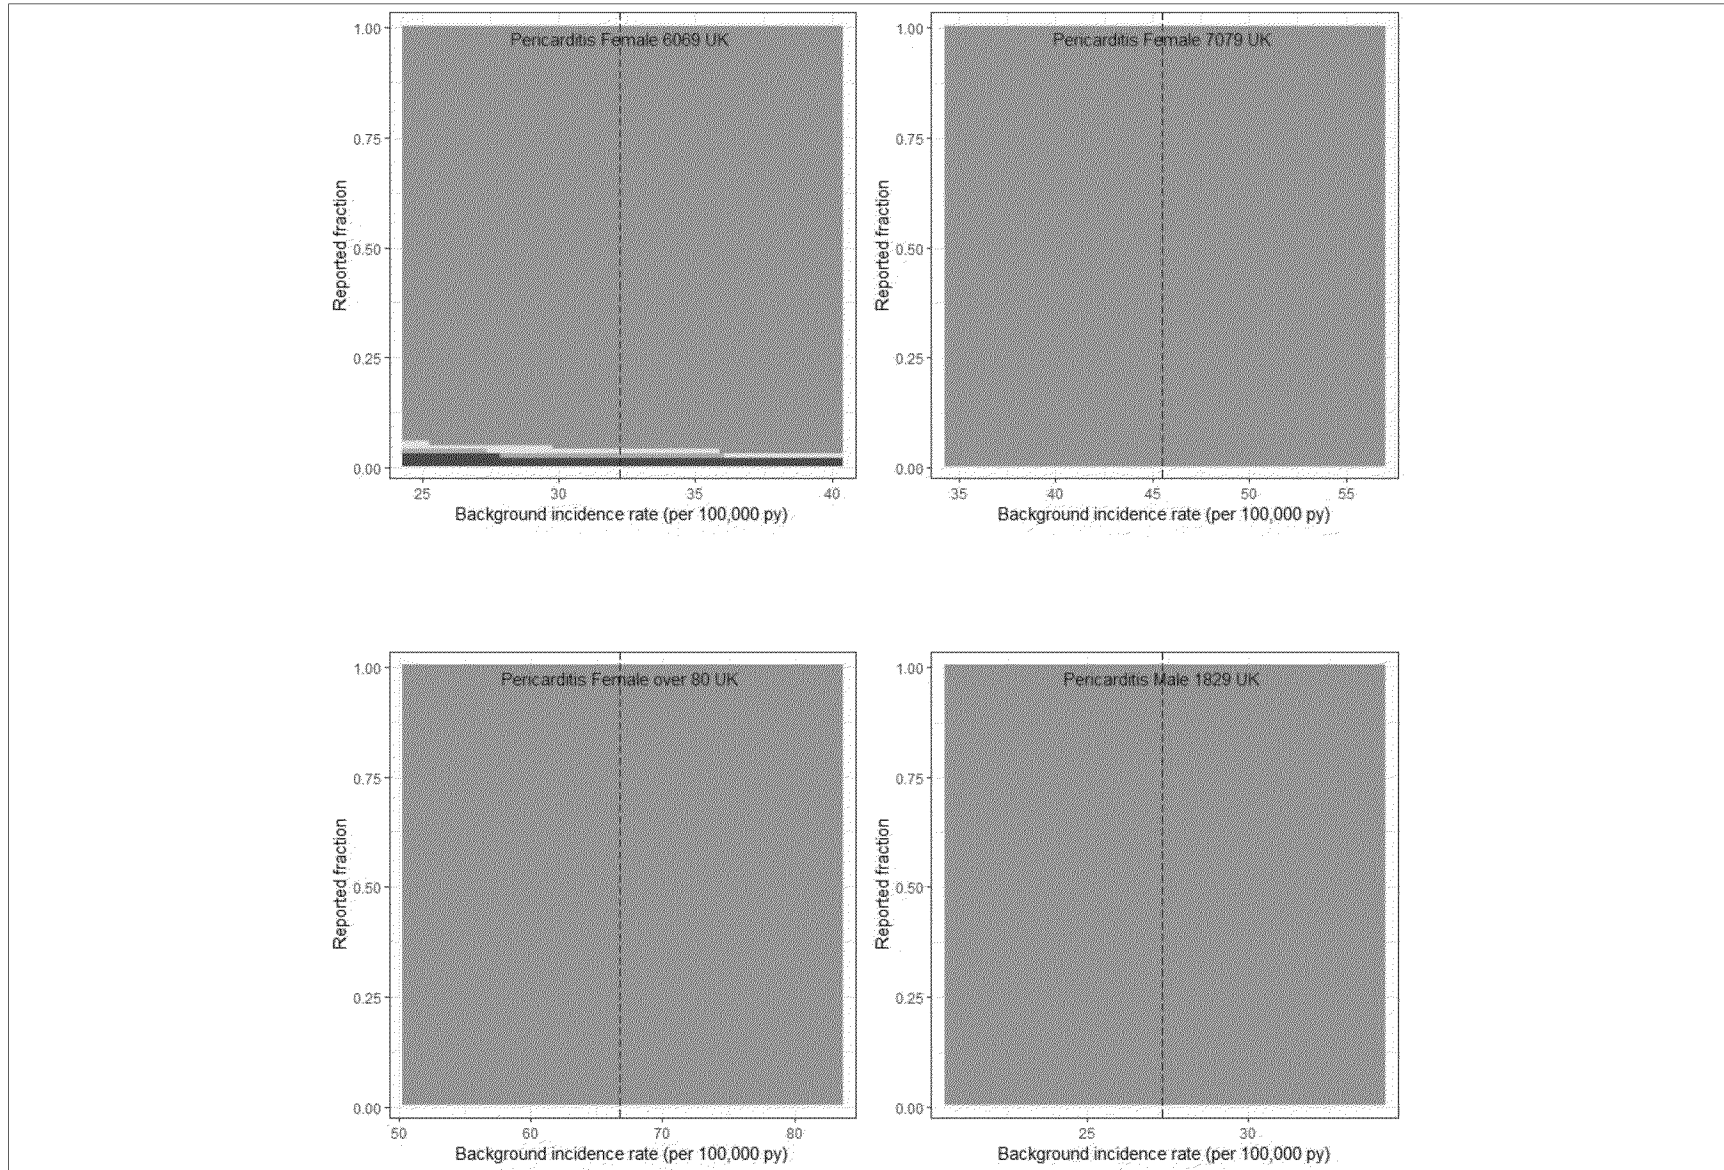 Pericarditis Female 6069 UK
1.00
0.75
0.50
0.25
0.00
Reported fraction
25 30 35 40
Background incidence rate (per 100,000 py)
Pericarditis Female 7079 UK
1.00
0.75
0.50
0.25
0.00
Reported fraction
35 40 45 50 55
Background incidence rate (per 100,000 py)
Pericarditis Female over 80 UK
1.00
0.75
0.50
0.25
0.00
Reported fraction
50 60 70 80
Background incidence rate (per 100,000 py)
Pericarditis Male 1829 UK
1.00
0.75
0.50
0.25
0.00
Reported fraction
25 30
Background incidence rate (per 100,000 py)